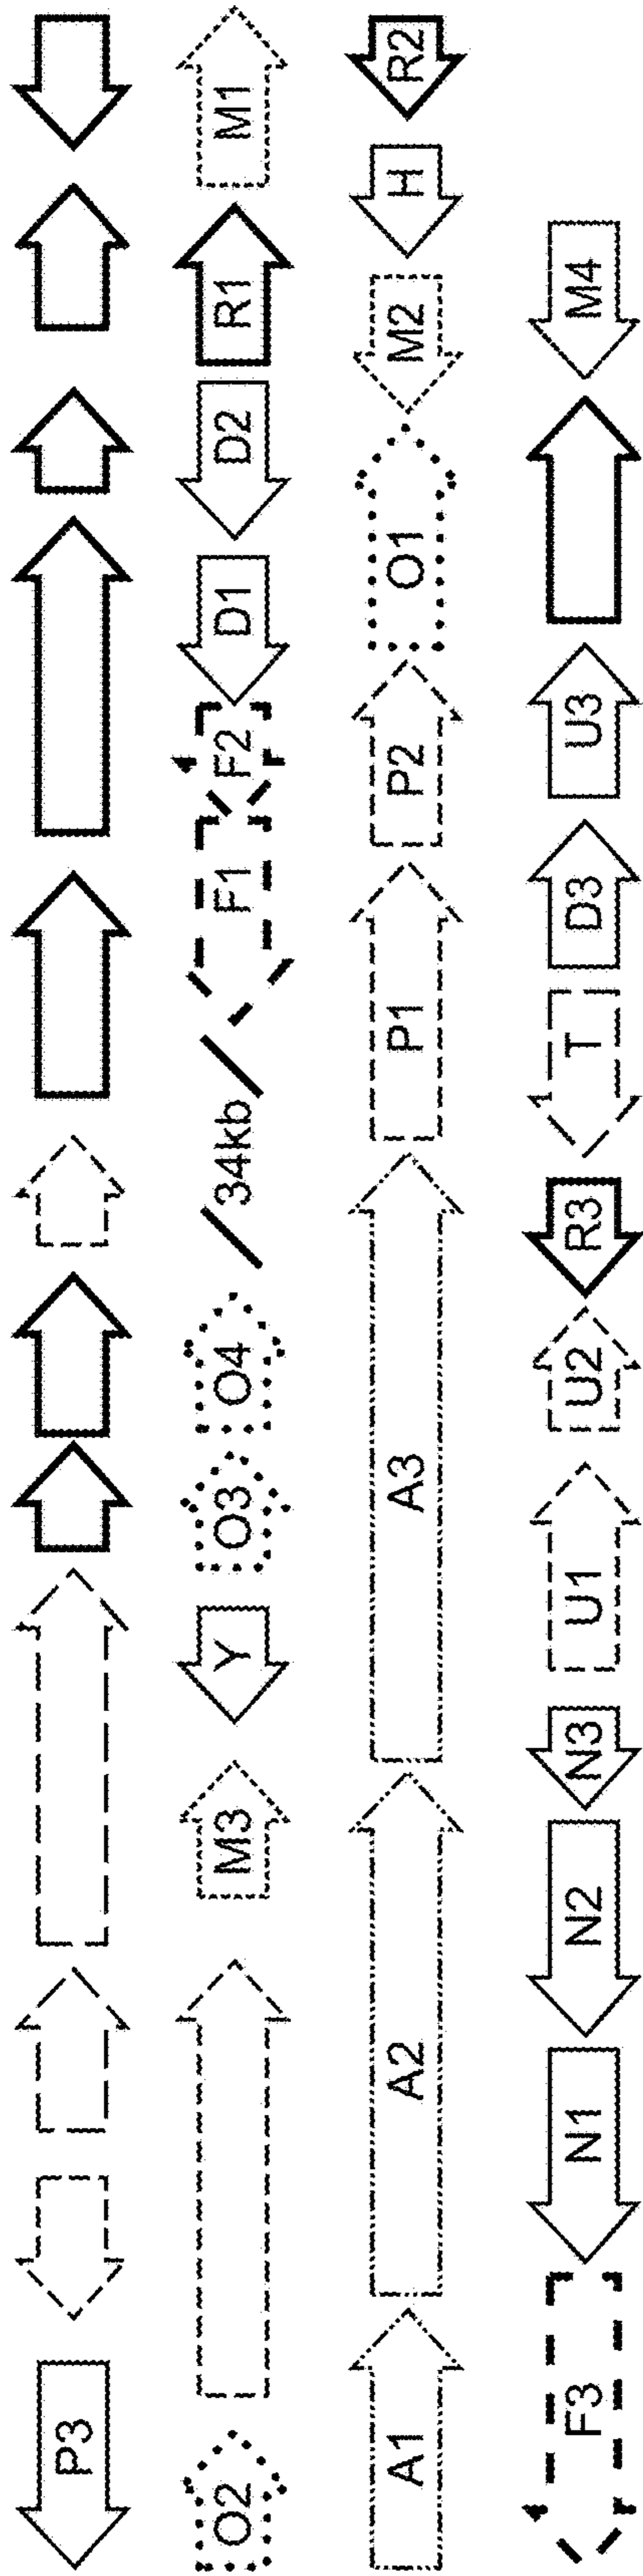 P3
O2 M3 Y O3 O4 34kb F1 F2 D1 D2 R1 M1
A1 A2 A3 P1 P2 O1 M2 H R2
F3 N1 N2 N3 U1 U2 R3 T D3 U3 M4